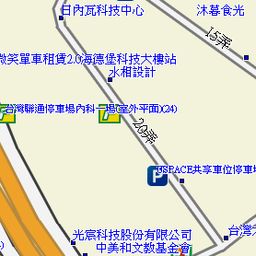 日內瓦科技中心
沐暮食光
15弄
微笑單車租賃2.0海德堡科技大樓站
水相設計
台灣聯通停車場內科一場(室外平面)(24)
20弄
USPACE共享車位停車場
P
台灣
光宸科技股份有限公司
中美和文教基金會